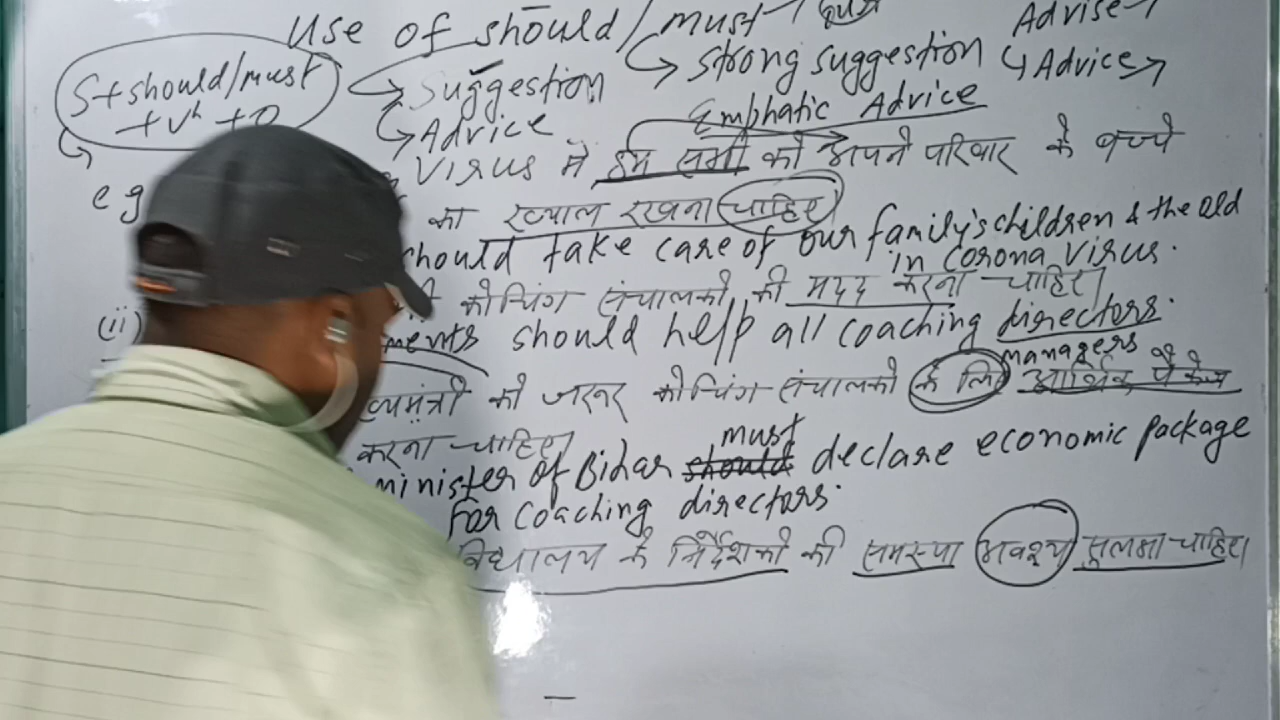 Use of should/must
Advise
S+should/must
+V¹ +O
Suggestion
Advice
strong suggestion
Advice
Emphatic Advice
eg
Virus में हम सभी को अपने परिवार के बच्चे
का ख्याल रखना चाहिए
should take care of our family's children & the old
in Corona Virus.
(ii)
कोचिंग संचालकों की मदद करना चाहिए
ments should help all coaching directors.
managers
मंत्री को जरूर कोचिंग संचालकों के लिए आर्थिक पैकेज
करना चाहिए
minister of Bihar should must declare economic package
For coaching directors.
विद्यालय के निर्देशकों की समस्या अवश्य सुलझा चाहिए।